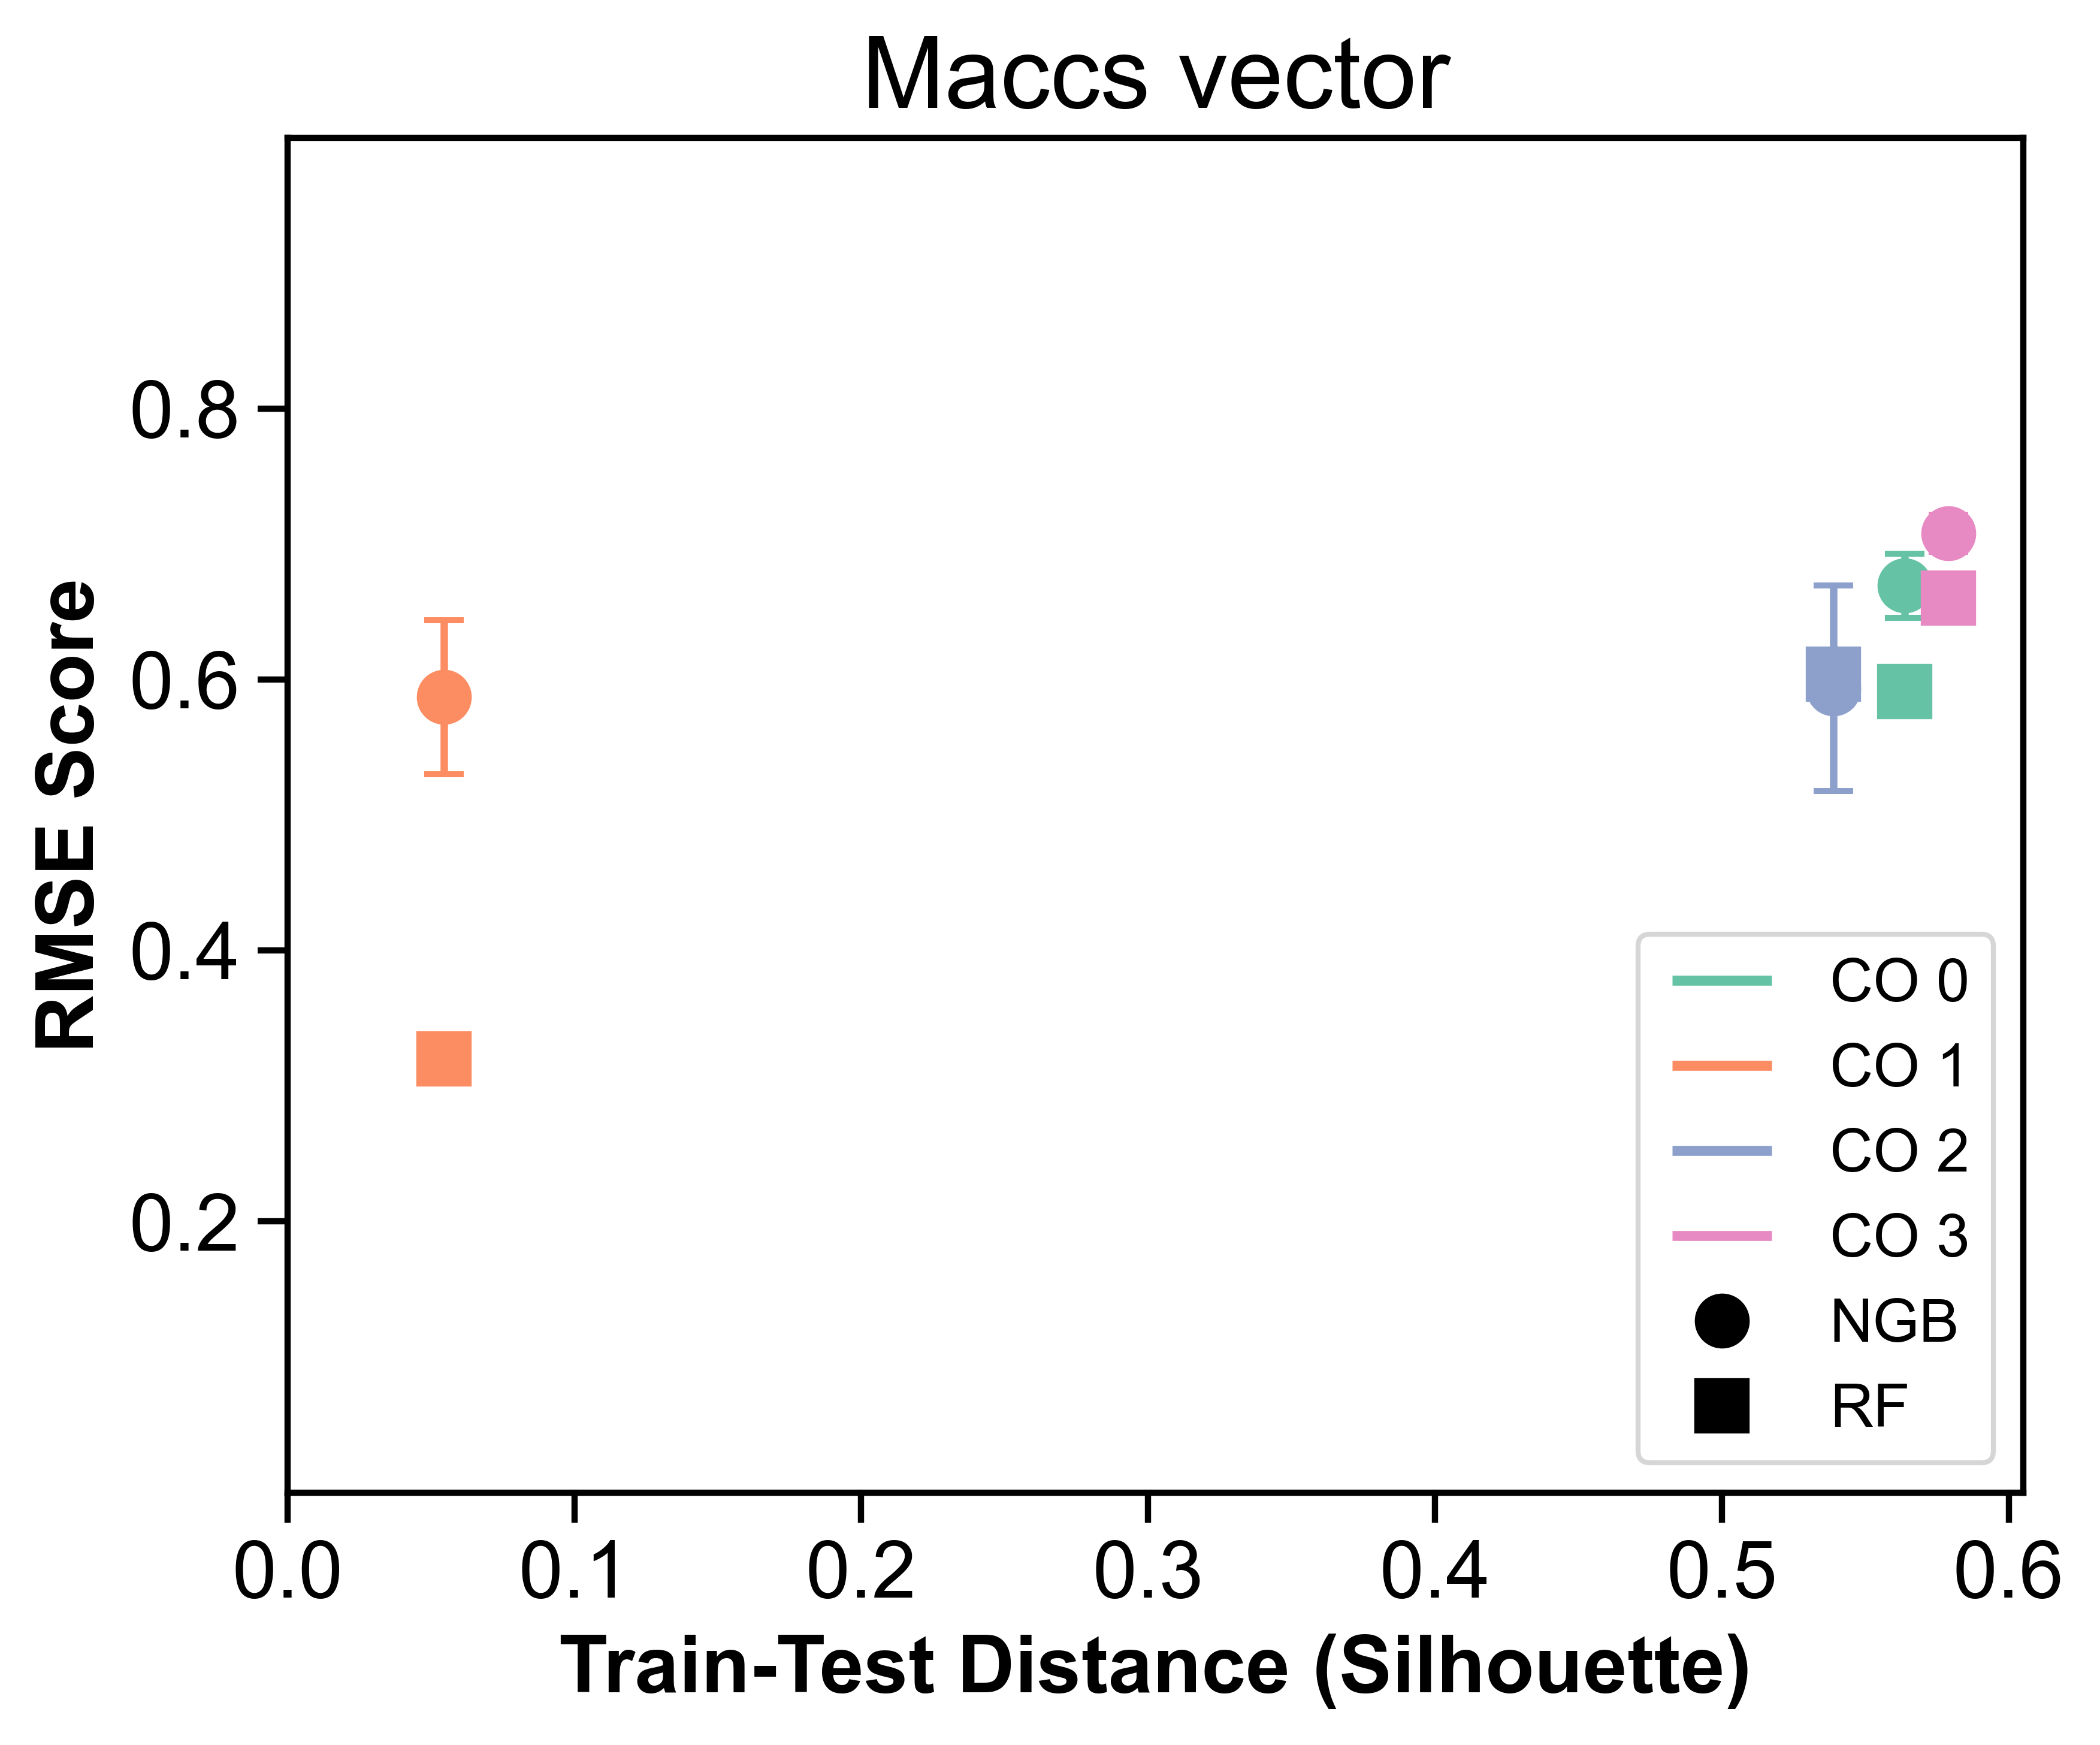 Maccs vector
RMSE Score
0.8
0.6
0.4
0.2
CO 0
CO 1
CO 2
CO 3
NGB
RF
0.0 0.1 0.2 0.3 0.4 0.5 0.6
Train-Test Distance (Silhouette)